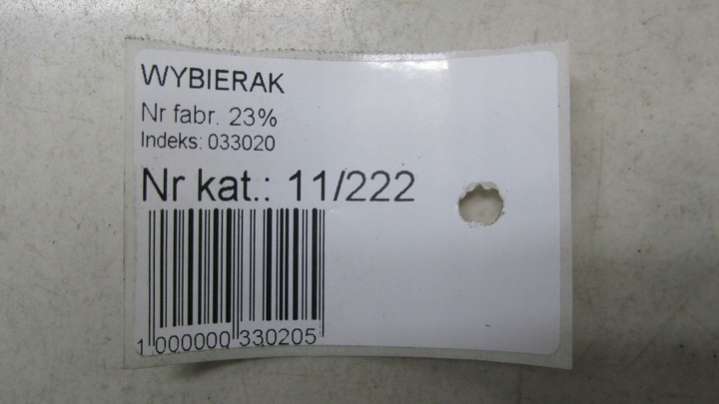 WYBIERAK
Nr fabr. 23%
Indeks: 033020
Nr kat.: 11/222
1 000000 330205